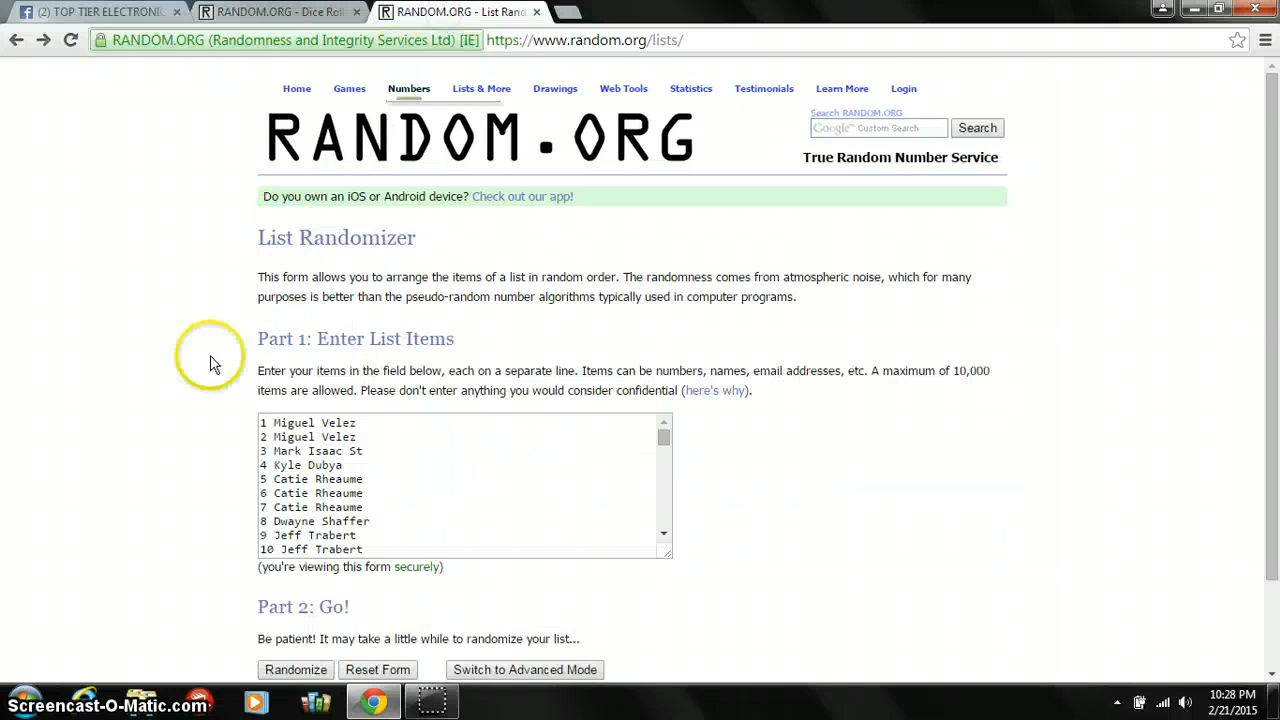 (2) TOP TIER ELECTRONIC
RANDOM.ORG - Dice Roll
RANDOM.ORG - List Rand
RANDOM.ORG (Randomness and Integrity Services Ltd) [IE]
https://www.random.org/lists/
Home Games Numbers Lists & More Drawings Web Tools Statistics Testimonials Learn More Login
RANDOM.ORG
Search RANDOM.ORG
Google™ Custom Search
Search
True Random Number Service
Do you own an iOS or Android device? Check out our app!
List Randomizer
This form allows you to arrange the items of a list in random order. The randomness comes from atmospheric noise, which for many
purposes is better than the pseudo-random number algorithms typically used in computer programs.
Part 1: Enter List Items
Enter your items in the field below, each on a separate line. Items can be numbers, names, email addresses, etc. A maximum of 10,000
items are allowed. Please don't enter anything you would consider confidential (here's why).
1 Miguel Velez
2 Miguel Velez
3 Mark Isaac St
4 Kyle Dubya
5 Catie Rheaume
6 Catie Rheaume
7 Catie Rheaume
8 Dwayne Shaffer
9 Jeff Trabert
10 Jeff Trabert
(you're viewing this form securely)
Part 2: Go!
Be patient! It may take a little while to randomize your list...
Randomize
Reset Form
Switch to Advanced Mode
Screencast-O-Matic.com
10:28 PM
2/21/2015